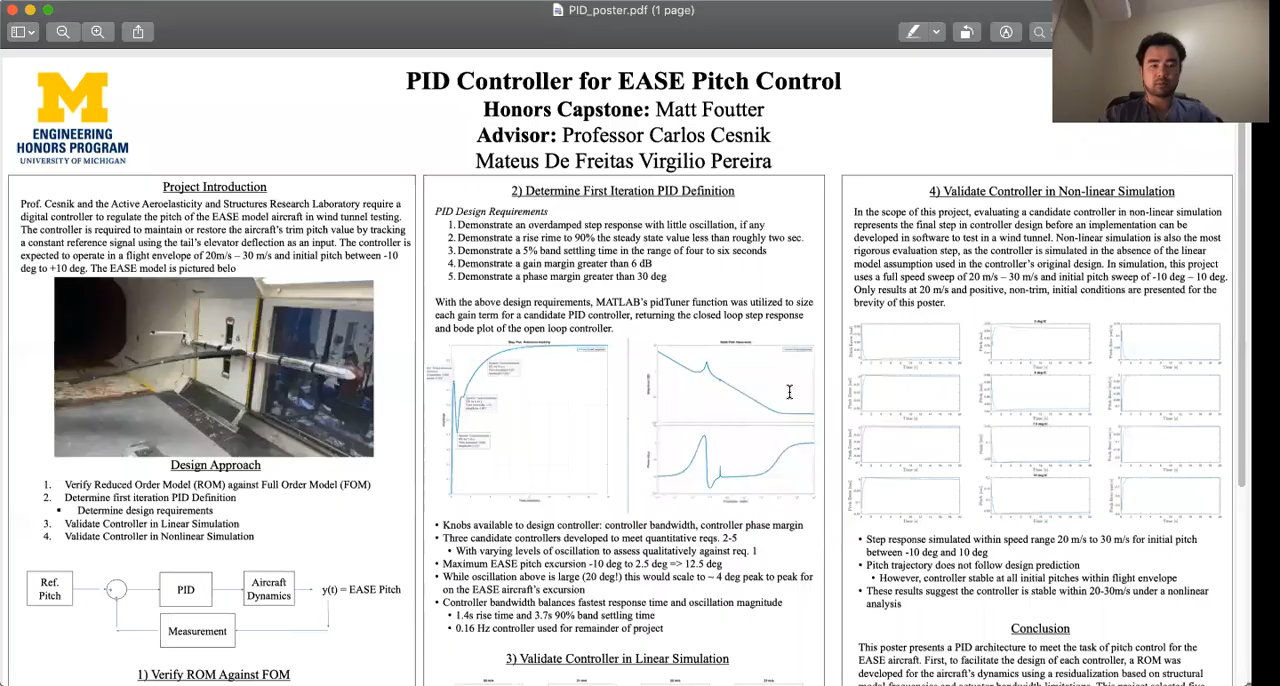 PID_poster.pdf (1 page)
M
ENGINEERING
HONORS PROGRAM
UNIVERSITY OF MICHIGAN
PID Controller for EASE Pitch Control
Honors Capstone: Matt Foutter
Advisor: Professor Carlos Cesnik
Mateus De Freitas Virgilio Pereira
Project Introduction
Prof. Cesnik and the Active Aeroelasticity and Structures Research Laboratory require a
digital controller to regulate the pitch of the EASE model aircraft in wind tunnel testing.
The controller is required to maintain or restore the aircraft's trim pitch value by tracking
a constant reference signal using the tail's elevator deflection as an input. The controller is
expected to operate in a flight envelope of 20m/s – 30 m/s and initial pitch between -10
deg to +10 deg. The EASE model is pictured belo
Design Approach
1. Verify Reduced Order Model (ROM) against Full Order Model (FOM)
2. Determine first iteration PID Definition
▪ Determine design requirements
3. Validate Controller in Linear Simulation
4. Validate Controller in Nonlinear Simulation
Ref.
Pitch
PID
Aircraft
Dynamics
y(t) = EASE Pitch
Measurement
1) Verify ROM Against FOM
2) Determine First Iteration PID Definition
PID Design Requirements
1. Demonstrate an overdamped step response with little oscillation, if any
2. Demonstrate a rise rime to 90% the steady state value less than roughly two sec.
3. Demonstrate a 5% band settling time in the range of four to six seconds
4. Demonstrate a gain margin greater than 6 dB
5. Demonstrate a phase margin greater than 30 deg
With the above design requirements, MATLAB's pidTuner function was utilized to size
each gain term for a candidate PID controller, returning the closed loop step response
and bode plot of the open loop controller.
• Knobs available to design controller: controller bandwidth, controller phase margin
• Three candidate controllers developed to meet quantitative reqs. 2-5
• With varying levels of oscillation to assess qualitatively against req. 1
• Maximum EASE pitch excursion -10 deg to 2.5 deg => 12.5 deg
• While oscillation above is large (20 deg!) this would scale to ~ 4 deg peak to peak for
on the EASE aircraft's excursion
• Controller bandwidth balances fastest response time and oscillation magnitude
• 1.4s rise time and 3.7s 90% band settling time
• 0.16 Hz controller used for remainder of project
3) Validate Controller in Linear Simulation
4) Validate Controller in Non-linear Simulation
In the scope of this project, evaluating a candidate controller in non-linear simulation
represents the final step in controller design before an implementation can be
developed in software to test in a wind tunnel. Non-linear simulation is also the most
rigorous evaluation step, as the controller is simulated in the absence of the linear
model assumption used in the controller's original design. In simulation, this project
uses a full speed sweep of 20 m/s – 30 m/s and initial pitch sweep of -10 deg – 10 deg.
Only results at 20 m/s and positive, non-trim, initial conditions are presented for the
brevity of this poster.
• Step response simulated within speed range 20 m/s to 30 m/s for initial pitch
between -10 deg and 10 deg
• Pitch trajectory does not follow design prediction
• However, controller stable at all initial pitches within flight envelope
• These results suggest the controller is stable within 20-30m/s under a nonlinear
analysis
Conclusion
This poster presents a PID architecture to meet the task of pitch control for the
EASE aircraft. First, to facilitate the design of each controller, a ROM was
developed for the aircraft's dynamics using a residualization based on structural